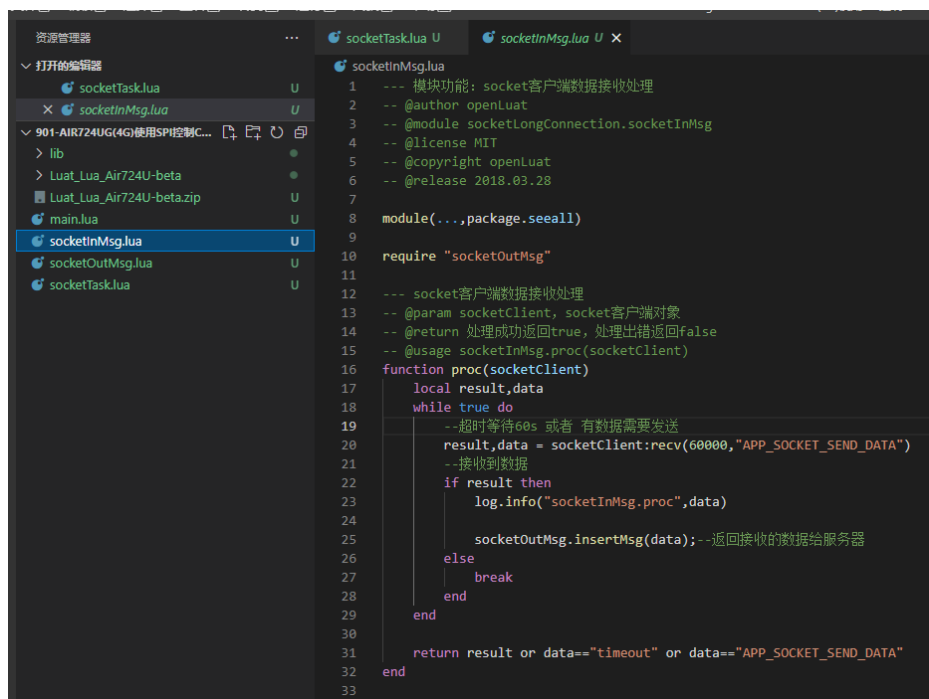 资源管理器
···
打开的编辑器
socketTask.lua U
socketInMsg.lua U
901-AIR724UG(4G)使用SPI控制C...
lib
Luat_Lua_Air724U-beta
Luat_Lua_Air724U-beta.zip U
main.lua U
socketInMsg.lua U
socketOutMsg.lua U
socketTask.lua U
socketTask.lua U
socketInMsg.lua U
socketInMsg.lua
1 --- 模块功能：socket客户端数据接收处理
2 -- @author openLuat
3 -- @module socketLongConnection.socketInMsg
4 -- @license MIT
5 -- @copyright openLuat
6 -- @release 2018.03.28
7
8 module(...,package.seeall)
9
10 require "socketOutMsg"
11
12 --- socket客户端数据接收处理
13 -- @param socketClient，socket客户端对象
14 -- @return 处理成功返回true，处理出错返回false
15 -- @usage socketInMsg.proc(socketClient)
16 function proc(socketClient)
17 local result,data
18 while true do
19 --超时等待60s 或者 有数据需要发送
20 result,data = socketClient:recv(60000,"APP_SOCKET_SEND_DATA")
21 --接收到数据
22 if result then
23 log.info("socketInMsg.proc",data)
24
25 socketOutMsg.insertMsg(data);--返回接收的数据给服务器
26 else
27 break
28 end
29 end
30
31 return result or data=="timeout" or data=="APP_SOCKET_SEND_DATA"
32 end
33